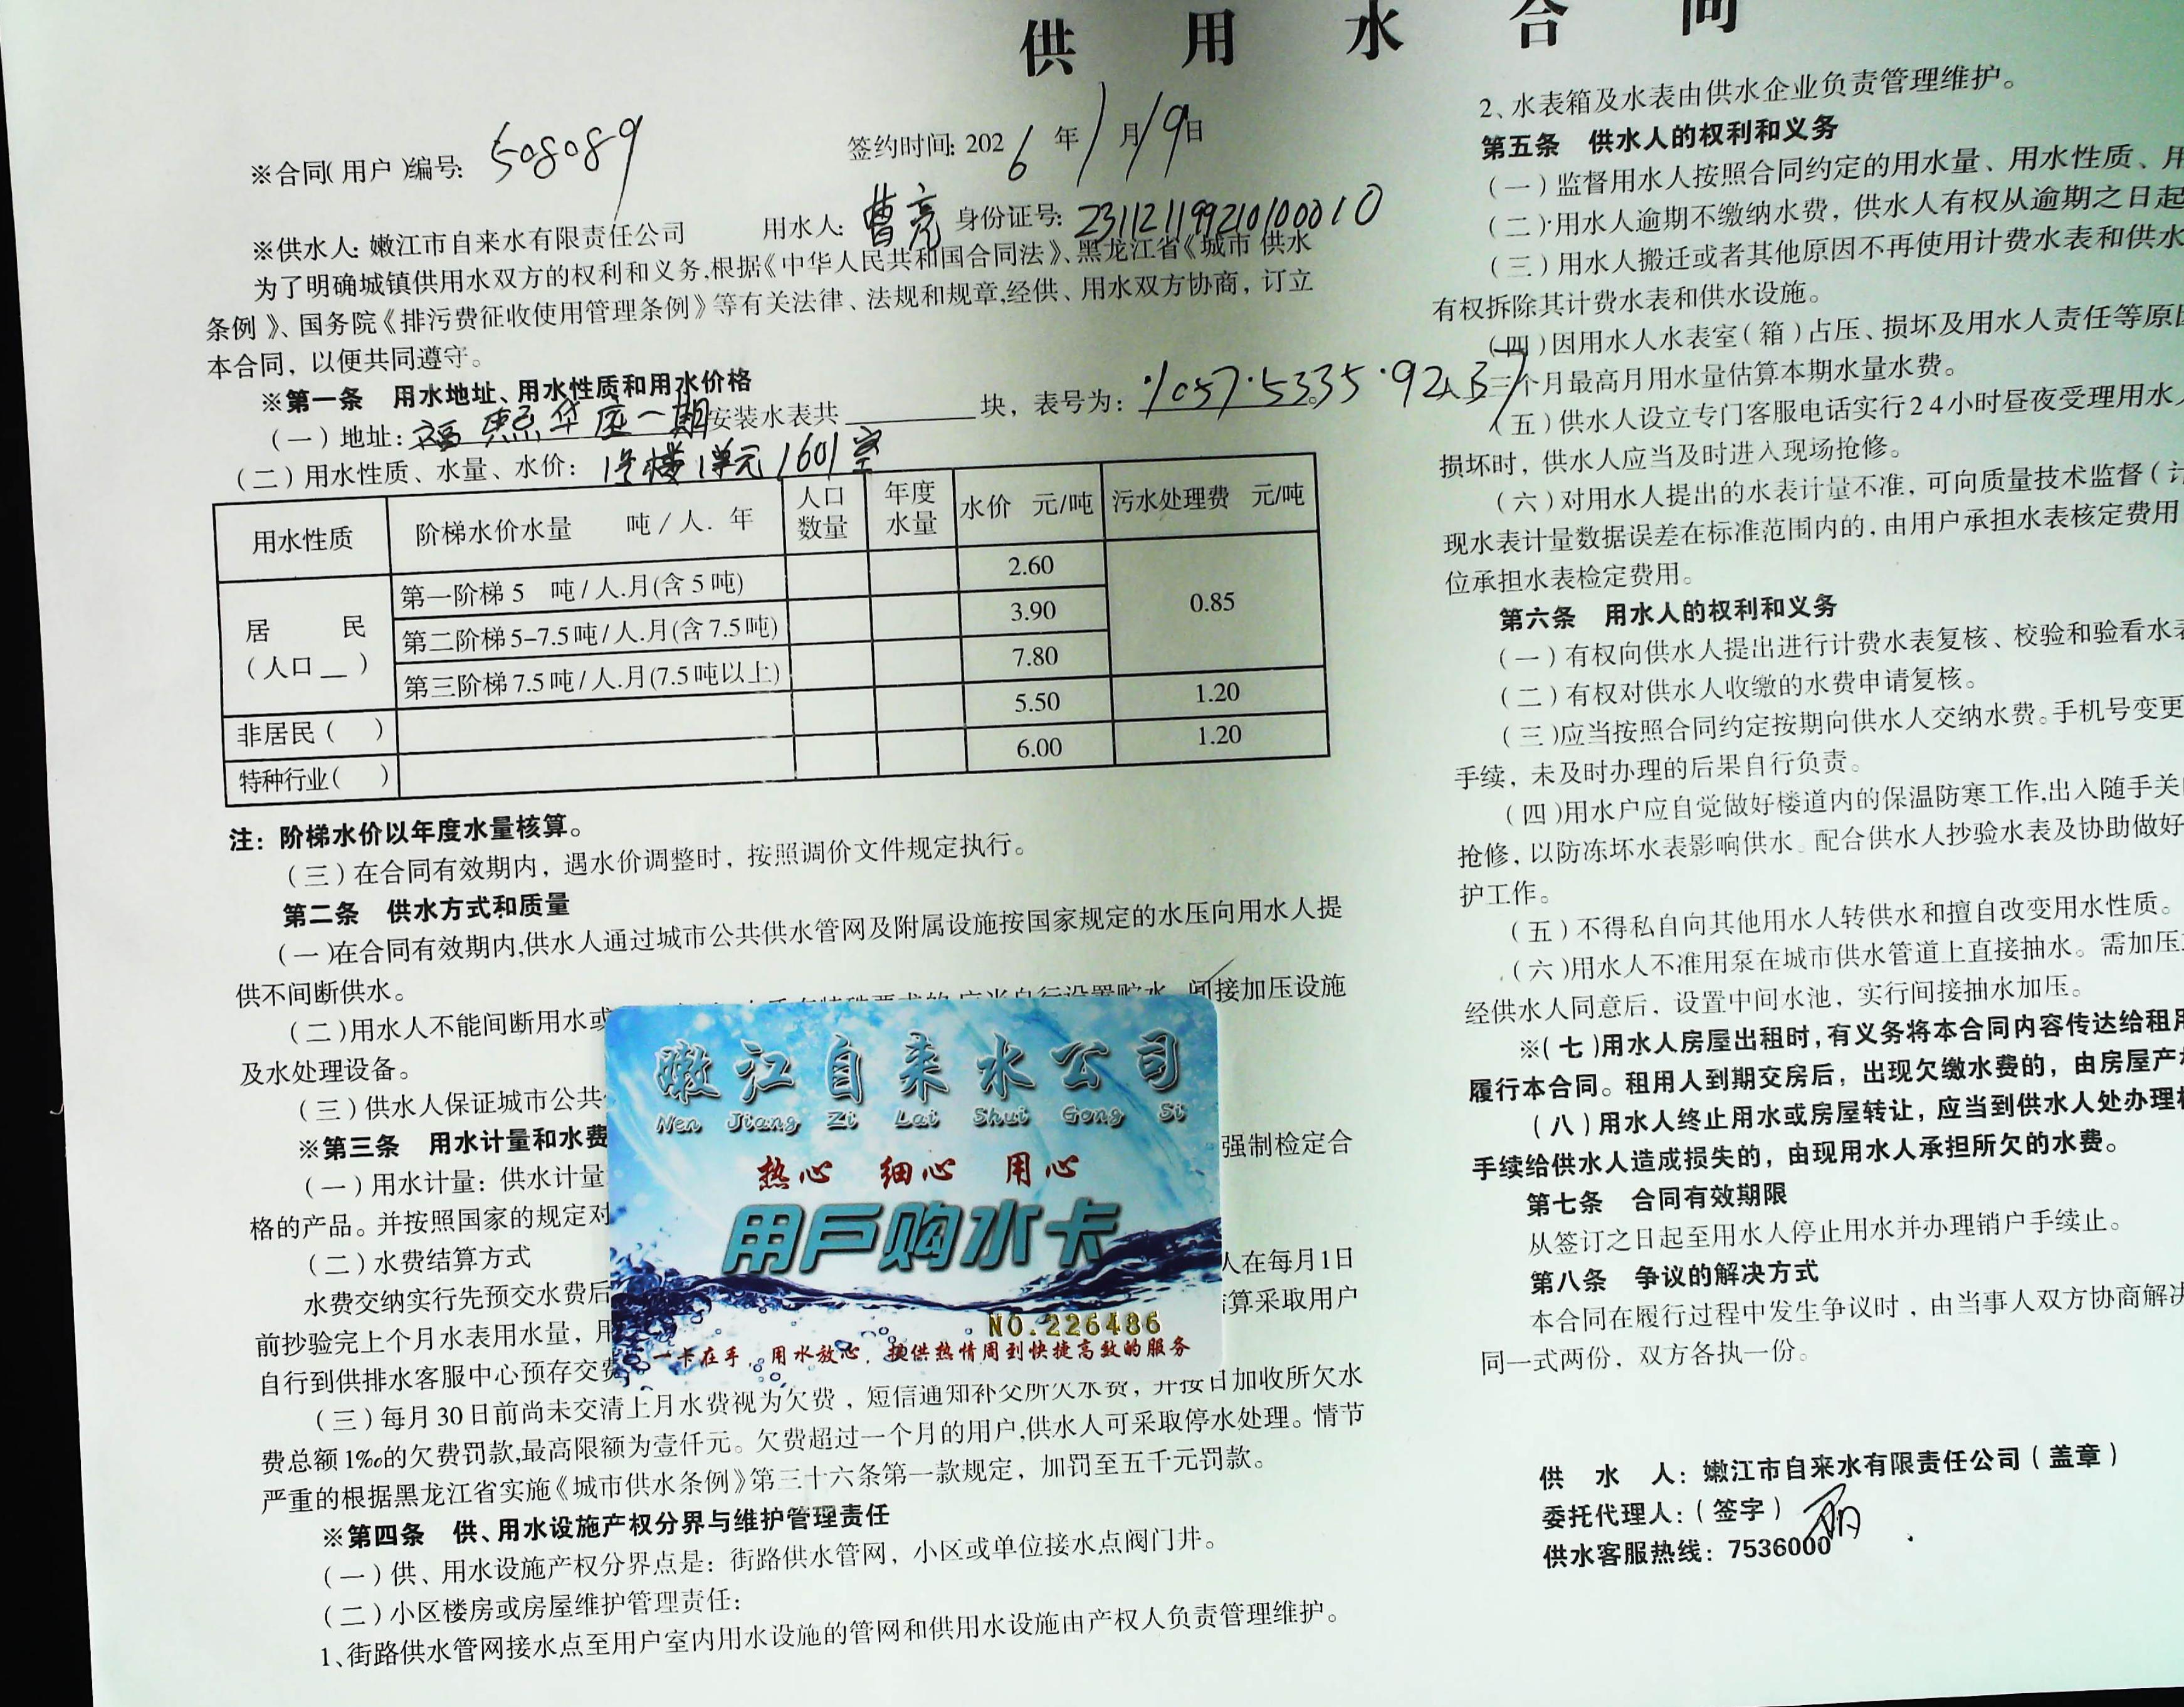 供 用 水 合 同
※合同(用户)编号: 508089
签约时间: 2026年1月19日
※供水人: 嫩江市自来水有限责任公司 用水人: 曹亮 身份证号:
为了明确城镇供用水双方的权利和义务,根据《中华人民共和国合同法》、黑龙江省《城市 供水
条例》、国务院《排污费征收使用管理条例》等有关法律、法规和规章,经供、用水双方协商，订立
本合同，以便共同遵守。
※第一条 用水地址、用水性质和用水价格
(一)地址: 福熙华庭一期 安装水表共 块，表号为:
1号楼1单元1601室
(二)用水性质、水量、水价:
用水性质 阶梯水价水量 吨/人. 年 人口数量 年度水量 水价 元/吨 污水处理费 元/吨
居 民 (人口 )
第一阶梯5 吨/人.月(含5吨) 2.60 0.85
第二阶梯5-7.5吨/人.月(含7.5吨) 3.90
第三阶梯7.5吨/人.月(7.5吨以上) 7.80
非居民( ) 5.50 1.20
特种行业( ) 6.00 1.20
注: 阶梯水价以年度水量核算。
(三)在合同有效期内，遇水价调整时，按照调价文件规定执行。
第二条 供水方式和质量
(一)在合同有效期内,供水人通过城市公共供水管网及附属设施按国家规定的水压向用水人提
供不间断供水。
(二)用水人不能间断用水或 间接加压设施
及水处理设备。
(三)供水人保证城市公共
※第三条 用水计量和水费
强制检定合
(一)用水计量: 供水计量
格的产品。并按照国家的规定对
(二)水费结算方式
水费交纳实行先预交水费后 人在每月1日
前抄验完上个月水表用水量， 算采取用户
自行到供排水客服中心预存交费
(三)每月30日前尚未交清上月水费视为欠费，短信通知补交所欠水费，并按日加收所欠水
费总额1‰的欠费罚款,最高限额为壹仟元。欠费超过一个月的用户,供水人可采取停水处理。情节
严重的根据黑龙江省实施《城市供水条例》第三十六条第一款规定，加罚至五千元罚款。
※第四条 供、用水设施产权分界与维护管理责任
(一)供、用水设施产权分界点是: 街路供水管网，小区或单位接水点阀门井。
(二)小区楼房或房屋维护管理责任:
1、街路供水管网接水点至用户室内用水设施的管网和供用水设施由产权人负责管理维护。
嫩江自来水公司
Nen Jiang Zi Lai Shui Gong Si
热心 细心 用心
用戶购水卡
NO.226486
一卡在手，用水放心，提供热情周到快捷高效的服务
2、水表箱及水表由供水企业负责管理维护。
第五条 供水人的权利和义务
(一)监督用水人按照合同约定的用水量、用水性质、用
(二)用水人逾期不缴纳水费，供水人有权从逾期之日起
(三)用水人搬迁或者其他原因不再使用计费水表和供水
有权拆除其计费水表和供水设施。
(四)因用水人水表室(箱)占压、损坏及用水人责任等原因
三个月最高月用水量估算本期水量水费。
(五)供水人设立专门客服电话实行24小时昼夜受理用水人
损坏时，供水人应当及时进入现场抢修。
(六)对用水人提出的水表计量不准，可向质量技术监督(计
现水表计量数据误差在标准范围内的,由用户承担水表核定费用
位承担水表检定费用。
第六条 用水人的权利和义务
(一)有权向供水人提出进行计费水表复核、校验和验看水表
(二)有权对供水人收缴的水费申请复核。
(三)应当按照合同约定按期向供水人交纳水费。手机号变更
手续，未及时办理的后果自行负责。
(四)用水户应自觉做好楼道内的保温防寒工作,出入随手关
抢修,以防冻坏水表影响供水。配合供水人抄验水表及协助做好
护工作。
(五)不得私自向其他用水人转供水和擅自改变用水性质。
(六)用水人不准用泵在城市供水管道上直接抽水。需加压
经供水人同意后，设置中间水池，实行间接抽水加压。
※(七)用水人房屋出租时,有义务将本合同内容传达给租用
履行本合同。租用人到期交房后，出现欠缴水费的，由房屋产
(八)用水人终止用水或房屋转让，应当到供水人处办理
手续给供水人造成损失的，由现用水人承担所欠的水费。
第七条 合同有效期限
从签订之日起至用水人停止用水并办理销户手续止。
第八条 争议的解决方式
本合同在履行过程中发生争议时，由当事人双方协商解决
同一式两份，双方各执一份。
供 水 人: 嫩江市自来水有限责任公司(盖章)
委托代理人: (签字)
供水客服热线: 7536000